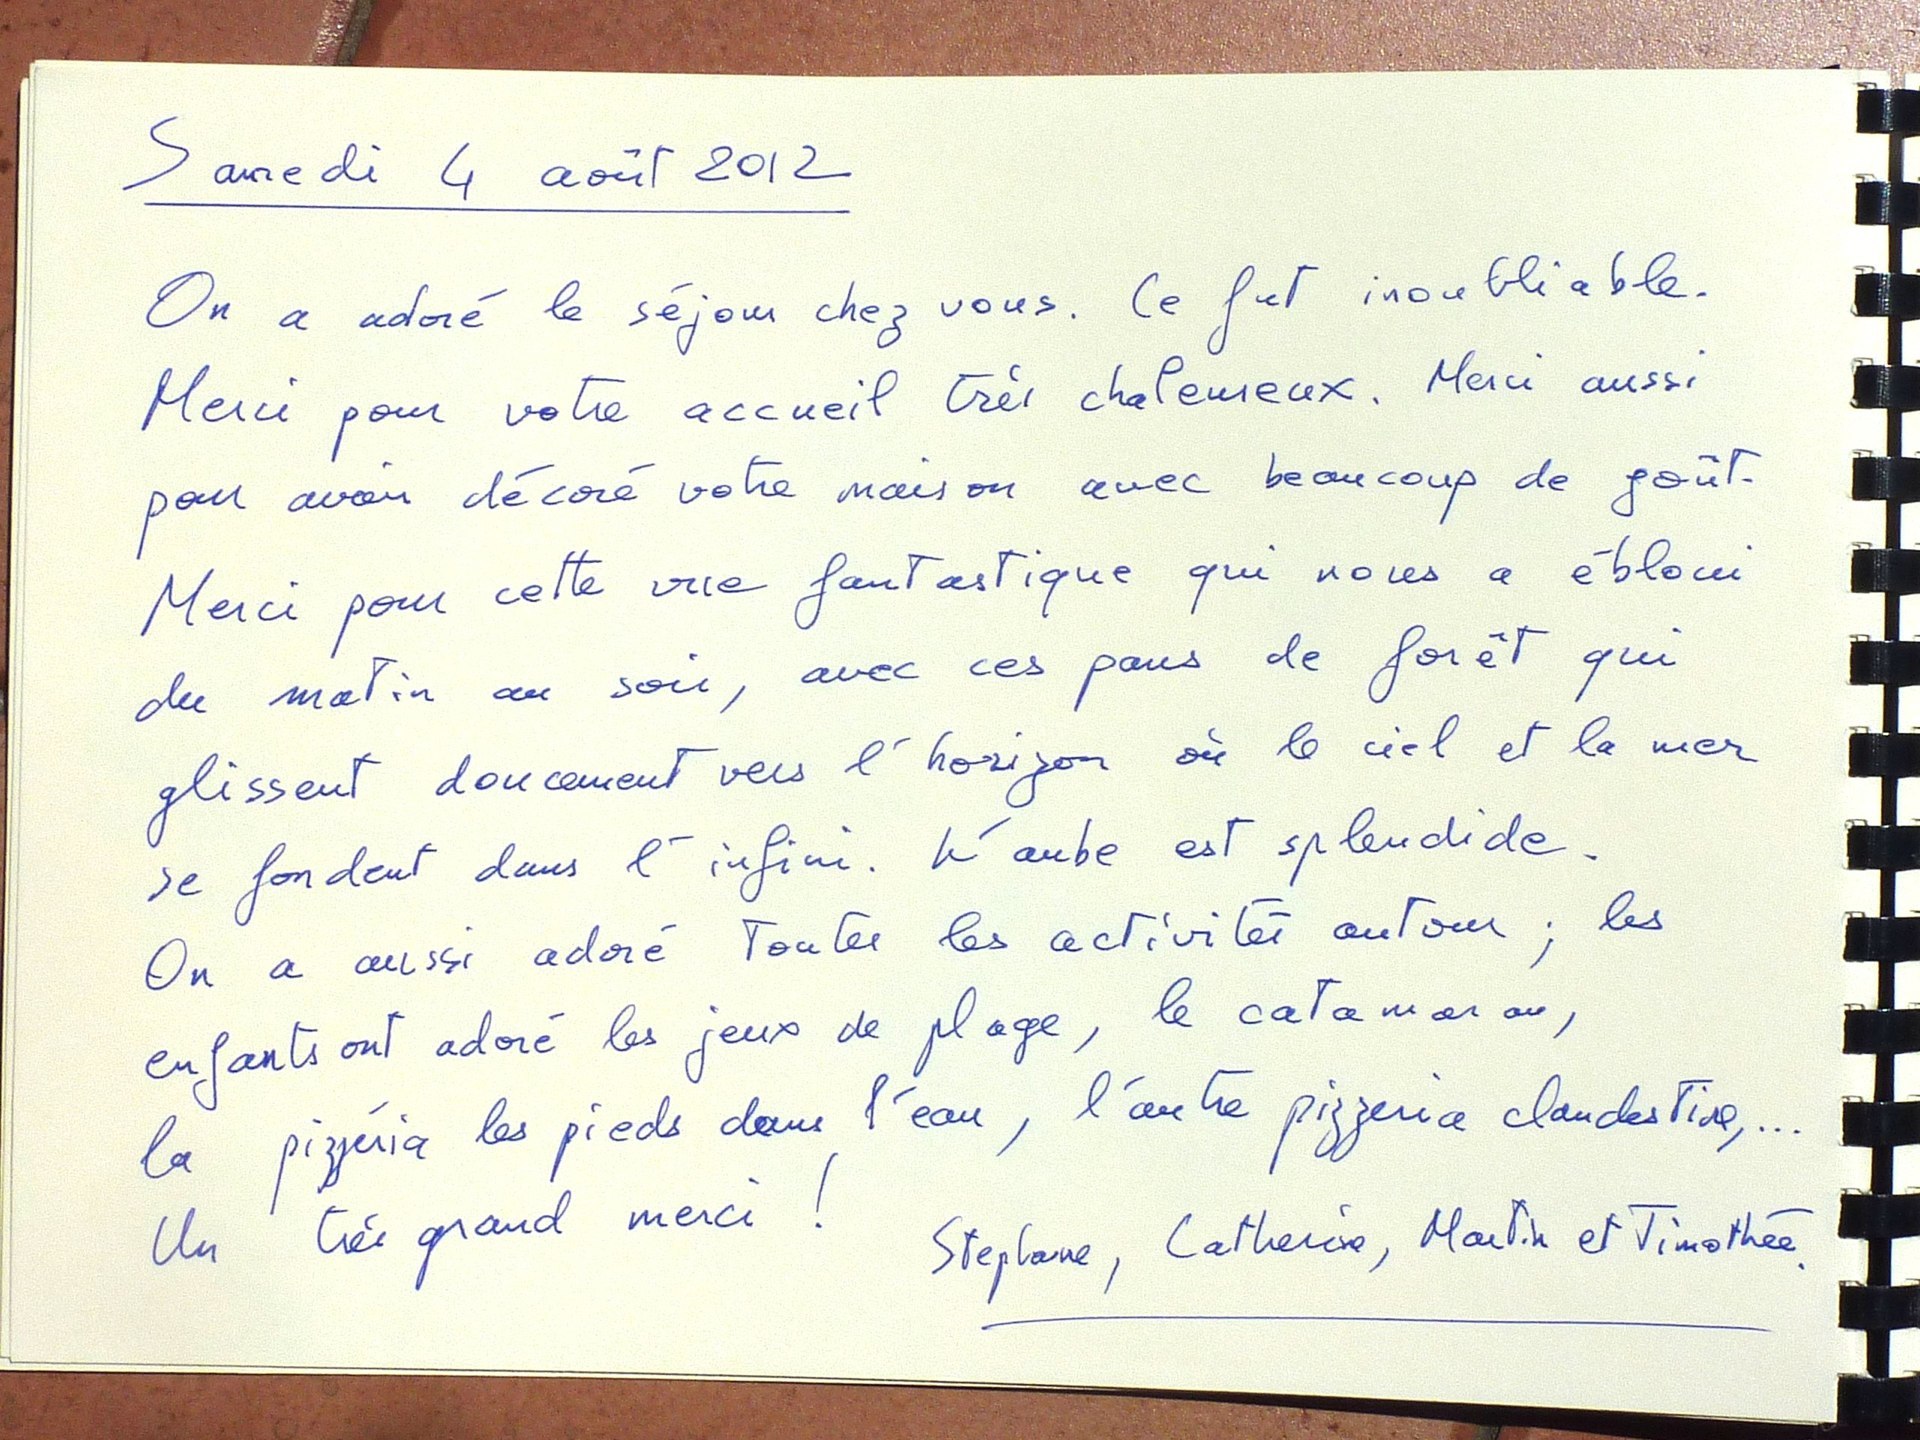 Samedi 4 août 2012
On a adoré le séjour chez vous. Ce fut inoubliable.
Merci pour votre accueil très chaleureux. Merci aussi
pour avoir décoré votre maison avec beaucoup de goût.
Merci pour cette vue fantastique qui nous a ébloui
du matin au soir, avec ces pans de forêt qui
glissent doucement vers l'horizon où le ciel et la mer
se fondent dans l'infini. L'aube est splendide.
On a aussi adoré toutes les activités autour ; les
enfants ont adoré les jeux de plage, le catamaran,
la pizzéria les pieds dans l'eau, l'autre pizzeria clandestine,...
Un très grand merci !
Stephane, Catherine, Martin et Timothée.